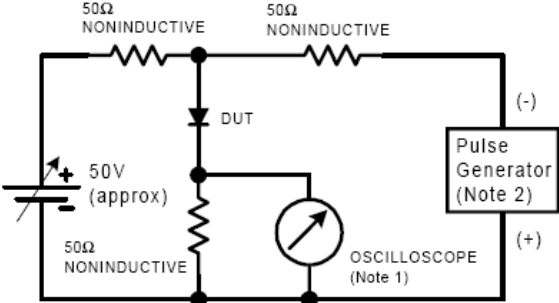 50Ω
NONINDUCTIVE
50Ω
NONINDUCTIVE
DUT
(-)
Pulse
Generator
(Note 2)
(+)
+
50V
(approx)
-
50Ω
NONINDUCTIVE
OSCILLOSCOPE
(Note 1)